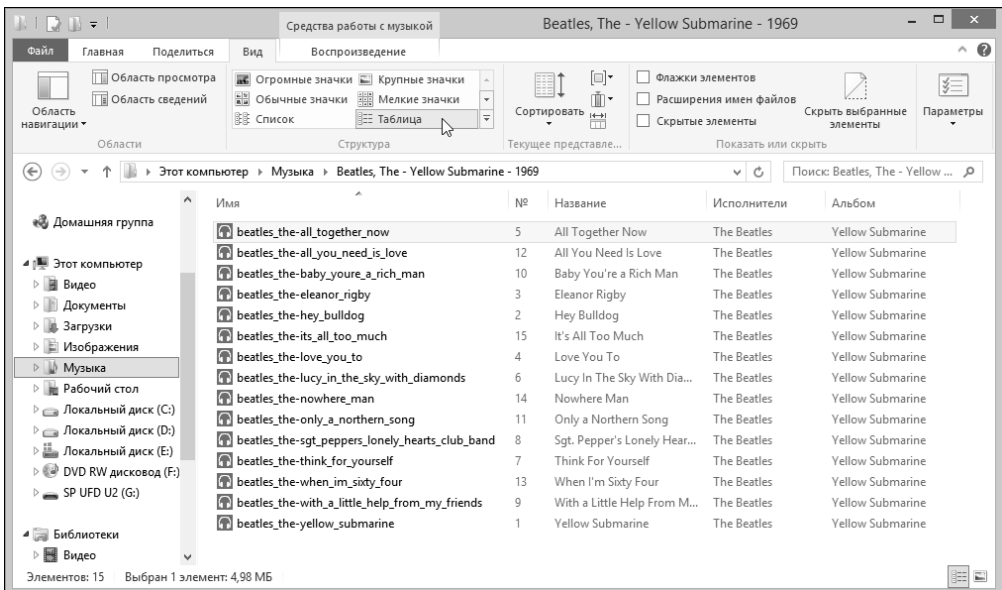 Средства работы с музыкой Beatles, The - Yellow Submarine - 1969
Файл Главная Поделиться Вид Воспроизведение
Область навигации
Область просмотра
Область сведений
Области
Огромные значки Крупные значки
Обычные значки Мелкие значки
Список Таблица
Структура
Сортировать
Текущее представле...
Флажки элементов
Расширения имен файлов
Скрытые элементы
Скрыть выбранные
элементы
Показать или скрыть
Параметры
Этот компьютер Музыка Beatles, The - Yellow Submarine - 1969 Поиск: Beatles, The - Yellow ...
Домашняя группа
Этот компьютер
Видео
Документы
Загрузки
Изображения
Музыка
Рабочий стол
Локальный диск (C:)
Локальный диск (D:)
Локальный диск (E:)
DVD RW дисковод (F:)
SP UFD U2 (G:)
Библиотеки
Видео
Имя № Название Исполнители Альбом
beatles_the-all_together_now 5 All Together Now The Beatles Yellow Submarine
beatles_the-all_you_need_is_love 12 All You Need Is Love The Beatles Yellow Submarine
beatles_the-baby_youre_a_rich_man 10 Baby You're a Rich Man The Beatles Yellow Submarine
beatles_the-eleanor_rigby 3 Eleanor Rigby The Beatles Yellow Submarine
beatles_the-hey_bulldog 2 Hey Bulldog The Beatles Yellow Submarine
beatles_the-its_all_too_much 15 It's All Too Much The Beatles Yellow Submarine
beatles_the-love_you_to 4 Love You To The Beatles Yellow Submarine
beatles_the-lucy_in_the_sky_with_diamonds 6 Lucy In The Sky With Dia... The Beatles Yellow Submarine
beatles_the-nowhere_man 14 Nowhere Man The Beatles Yellow Submarine
beatles_the-only_a_northern_song 11 Only a Northern Song The Beatles Yellow Submarine
beatles_the-sgt_peppers_lonely_hearts_club_band 8 Sgt. Pepper's Lonely Hear... The Beatles Yellow Submarine
beatles_the-think_for_yourself 7 Think For Yourself The Beatles Yellow Submarine
beatles_the-when_im_sixty_four 13 When I'm Sixty Four The Beatles Yellow Submarine
beatles_the-with_a_little_help_from_my_friends 9 With a Little Help From M... The Beatles Yellow Submarine
beatles_the-yellow_submarine 1 Yellow Submarine The Beatles Yellow Submarine
Элементов: 15 Выбран 1 элемент: 4,98 МБ